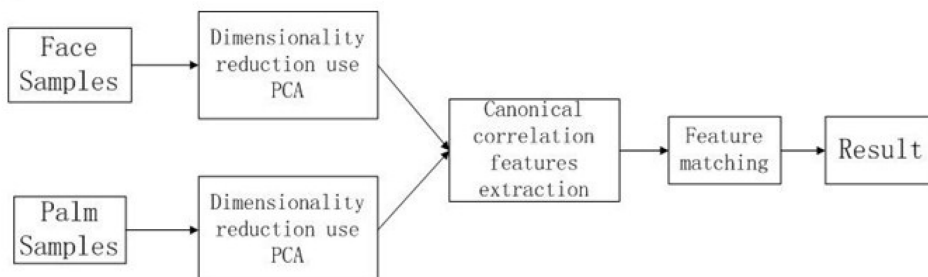 Face
Samples
Dimensionality
reduction use
PCA
Palm
Samples
Dimensionality
reduction use
PCA
Canonical
correlation
features
extraction
Feature
matching
Result